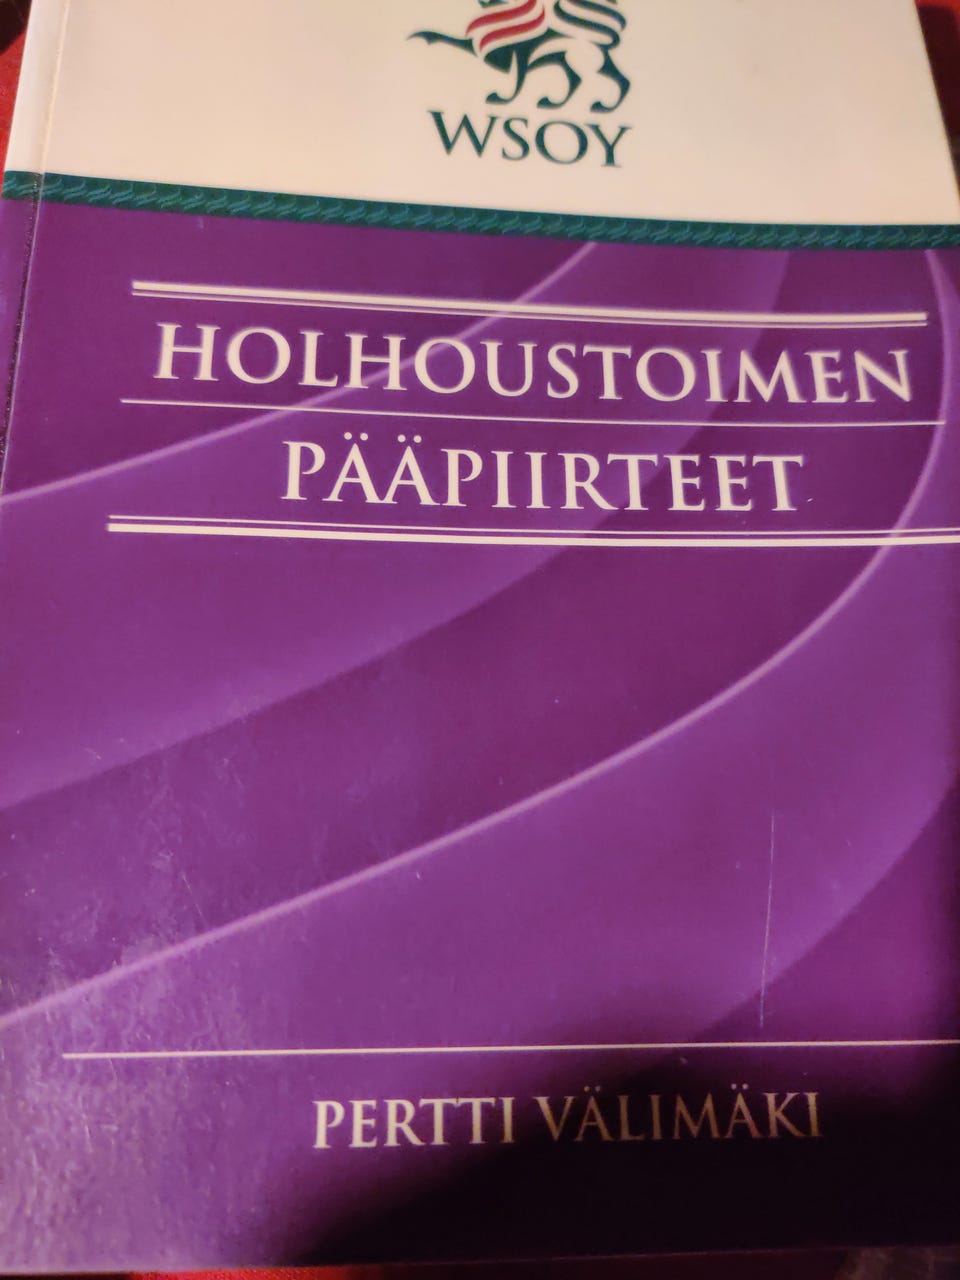 WSOY
HOLHOUSTOIMEN
PÄÄPIIRTEET
PERTTI VÄLIMÄKI